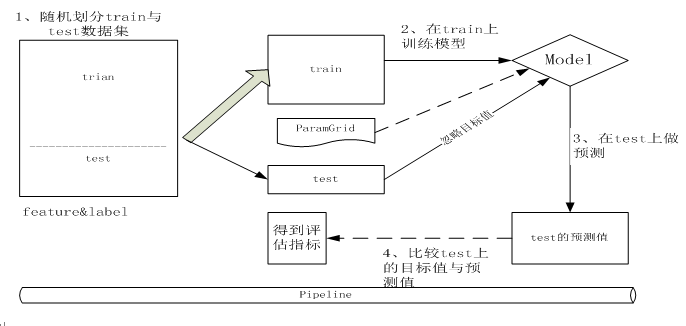 1、随机划分train与
test数据集
trian
test
feature&label
train
2、在train上
训练模型
Model
ParamGrid
忽略目标值
test
3、在test上做
预测
得到评
估指标
test的预测值
4、比较test上
的目标值与预
测值
Pipeline